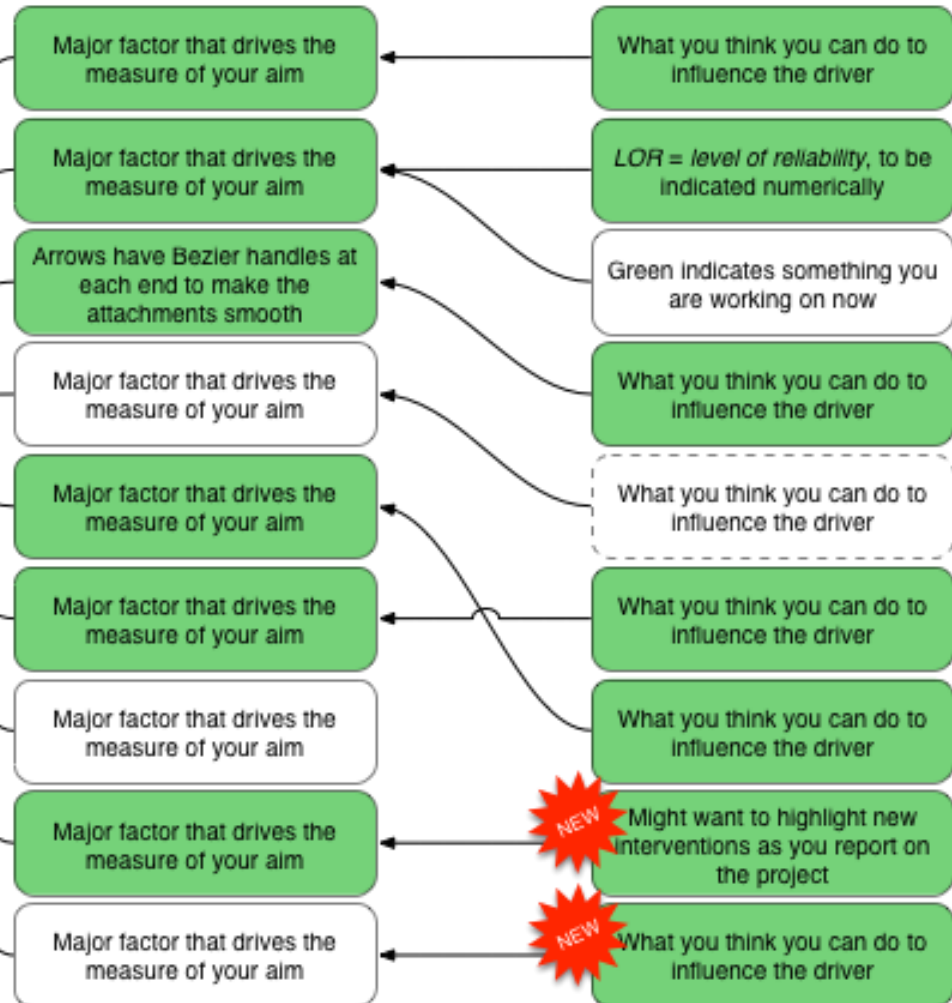 Major factor that drives the
measure of your aim
Major factor that drives the
measure of your aim
Arrows have Bezier handles at
each end to make the
attachments smooth
Major factor that drives the
measure of your aim
Major factor that drives the
measure of your aim
Major factor that drives the
measure of your aim
Major factor that drives the
measure of your aim
Major factor that drives the
measure of your aim
Major factor that drives the
measure of your aim
What you think you can do to
influence the driver
LOR = level of reliability, to be
indicated numerically
Green indicates something you
are working on now
What you think you can do to
influence the driver
What you think you can do to
influence the driver
What you think you can do to
influence the driver
What you think you can do to
influence the driver
NEW
Might want to highlight new
interventions as you report on
the project
NEW
What you think you can do to
influence the driver